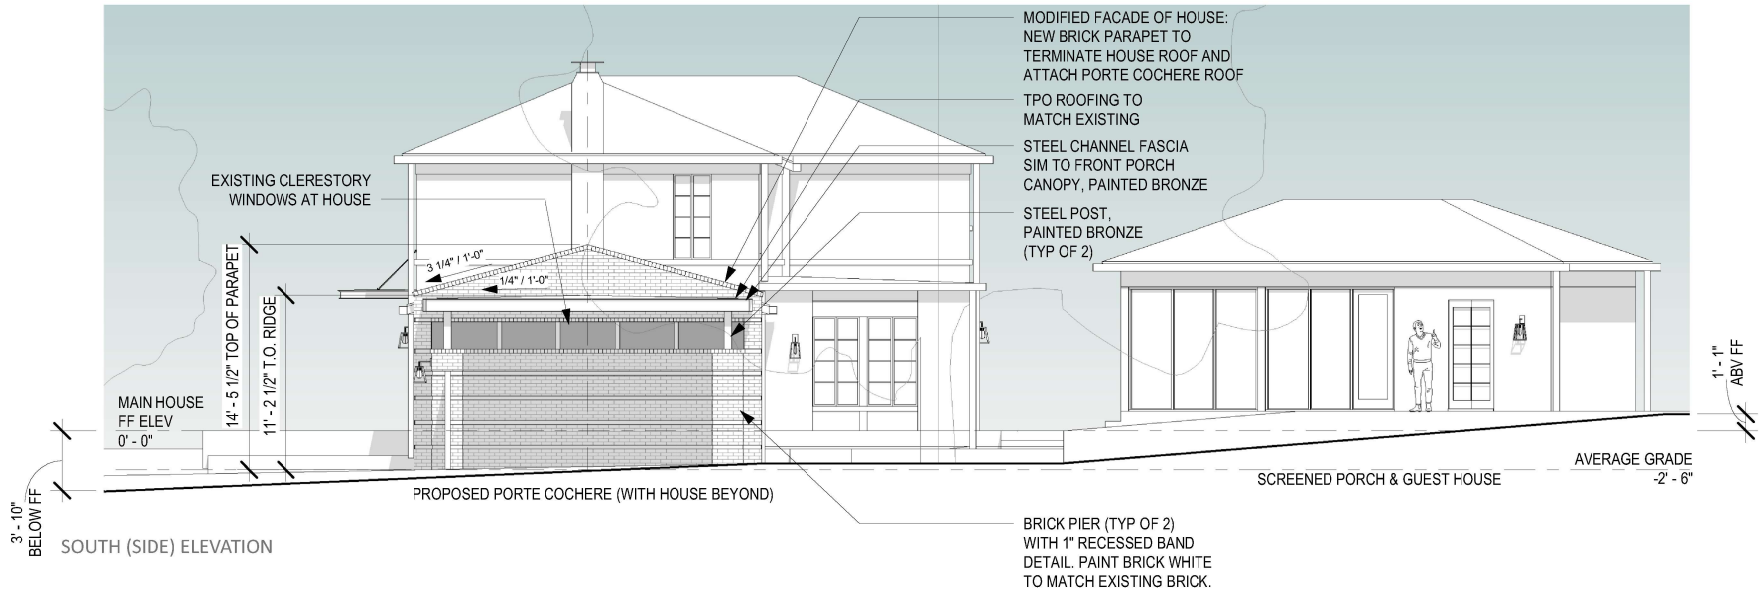 MODIFIED FACADE OF HOUSE:
NEW BRICK PARAPET TO
TERMINATE HOUSE ROOF AND
ATTACH PORTE COCHERE ROOF
TPO ROOFING TO
MATCH EXISTING
STEEL CHANNEL FASCIA
SIM TO FRONT PORCH
CANOPY, PAINTED BRONZE
STEEL POST,
PAINTED BRONZE
(TYP OF 2)
EXISTING CLERESTORY
WINDOWS AT HOUSE
3 1/4" / 1'-0"
1/4" / 1'-0"
14' - 5 1/2" TOP OF PARAPET
11' - 2 1/2" T.O. RIDGE
MAIN HOUSE
FF ELEV
0' - 0"
3' - 10"
BELOW FF
1' - 1"
ABV FF
AVERAGE GRADE
-2' - 6"
PROPOSED PORTE COCHERE (WITH HOUSE BEYOND)
SCREENED PORCH & GUEST HOUSE
BRICK PIER (TYP OF 2)
WITH 1" RECESSED BAND
DETAIL. PAINT BRICK WHITE
TO MATCH EXISTING BRICK.
SOUTH (SIDE) ELEVATION